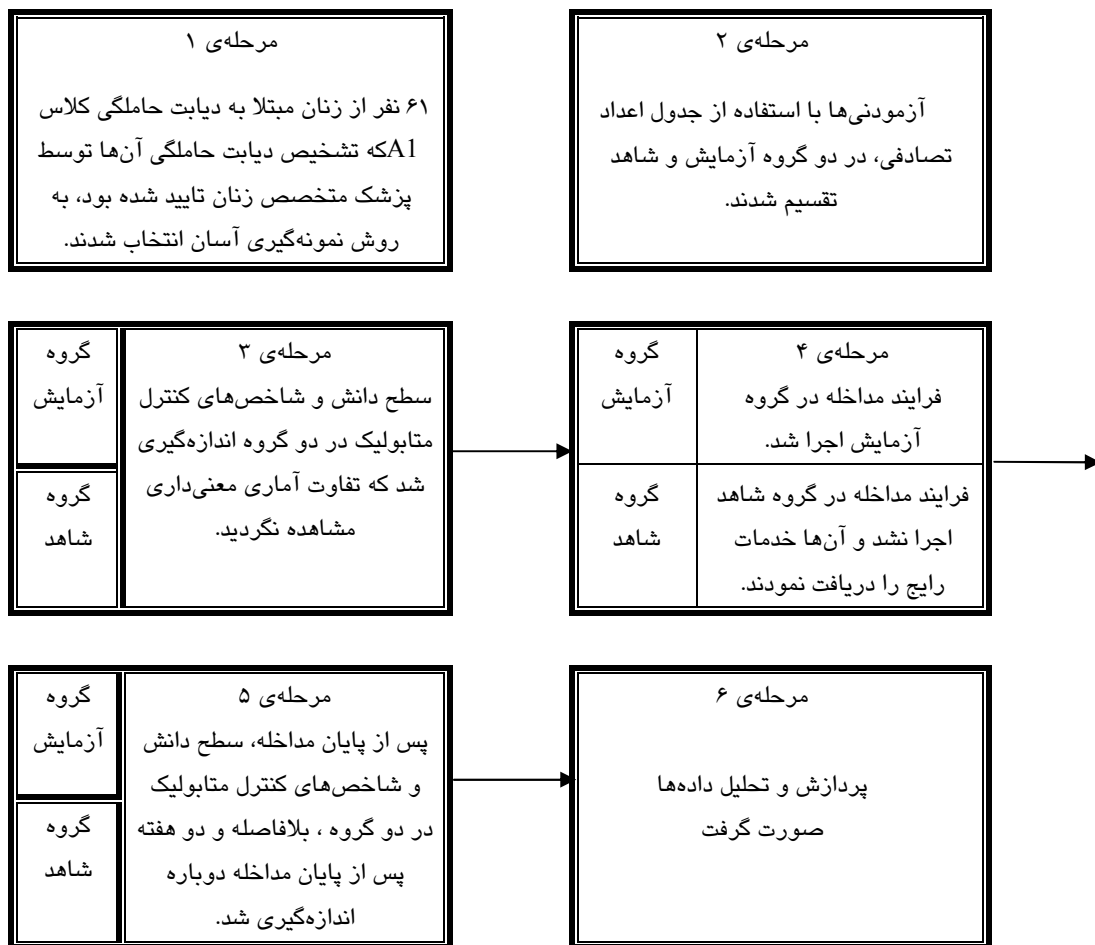 مرحله‌ی ۱
۶۱ نفر از زنان مبتلا به دیابت حاملگی کلاس
A1که تشخیص دیابت حاملگی آن‌ها توسط
پزشک متخصص زنان تایید شده بود، به
روش نمونه‌گیری آسان انتخاب شدند.
مرحله‌ی ۲
آزمودنی‌ها با استفاده از جدول اعداد
تصادفی، در دو گروه آزمایش و شاهد
تقسیم شدند.
گروه
آزمایش
گروه
شاهد
مرحله‌ی ۳
سطح دانش و شاخص‌های کنترل
متابولیک در دو گروه اندازه‌گیری
شد که تفاوت آماری معنی‌داری
مشاهده نگردید.
گروه
آزمایش
مرحله‌ی ۴
فرایند مداخله در گروه
آزمایش اجرا شد.
گروه
شاهد
فرایند مداخله در گروه شاهد
اجرا نشد و آن‌ها خدمات
رایج را دریافت نمودند.
گروه
آزمایش
گروه
شاهد
مرحله‌ی ۵
پس از پایان مداخله، سطح دانش
و شاخص‌های کنترل متابولیک
در دو گروه ، بلافاصله و دو هفته
پس از پایان مداخله دوباره
اندازه‌گیری شد.
مرحله‌ی ۶
پردازش و تحلیل داده‌ها
صورت گرفت